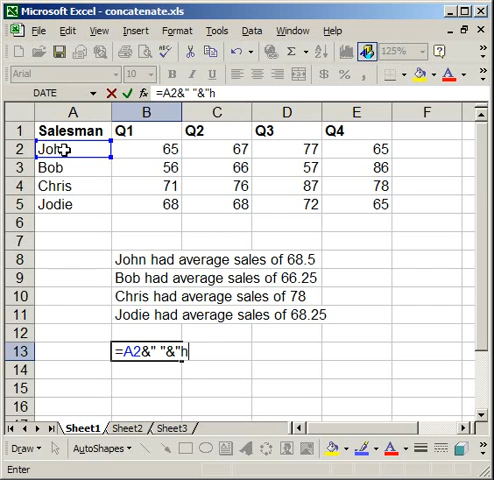 Microsoft Excel - concatenate.xls
File Edit View Insert Format Tools Data Window
125%
Arial 10 B I U $ %
DATE =A2&" "&"h
A B C D E F
1 Salesman Q1 Q2 Q3 Q4
2 John 65 67 77 65
3 Bob 56 66 57 86
4 Chris 71 76 87 78
5 Jodie 68 68 72 65
6
7
8 John had average sales of 68.5
9 Bob had average sales of 66.25
10 Chris had average sales of 78
11 Jodie had average sales of 68.25
12
13 =A2&" "&"h
14
15
16
Sheet1 Sheet2 Sheet3
Draw AutoShapes
Enter